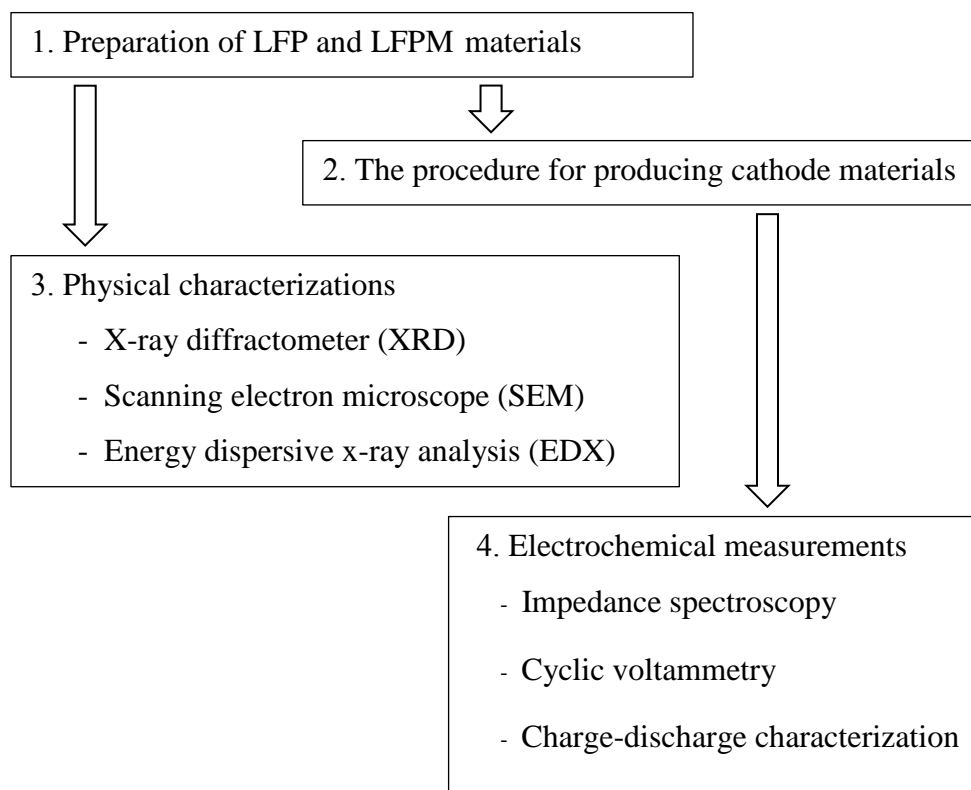 1. Preparation of LFP and LFPM materials
2. The procedure for producing cathode materials
3. Physical characterizations
- X-ray diffractometer (XRD)
- Scanning electron microscope (SEM)
- Energy dispersive x-ray analysis (EDX)
4. Electrochemical measurements
- Impedance spectroscopy
- Cyclic voltammetry
- Charge-discharge characterization